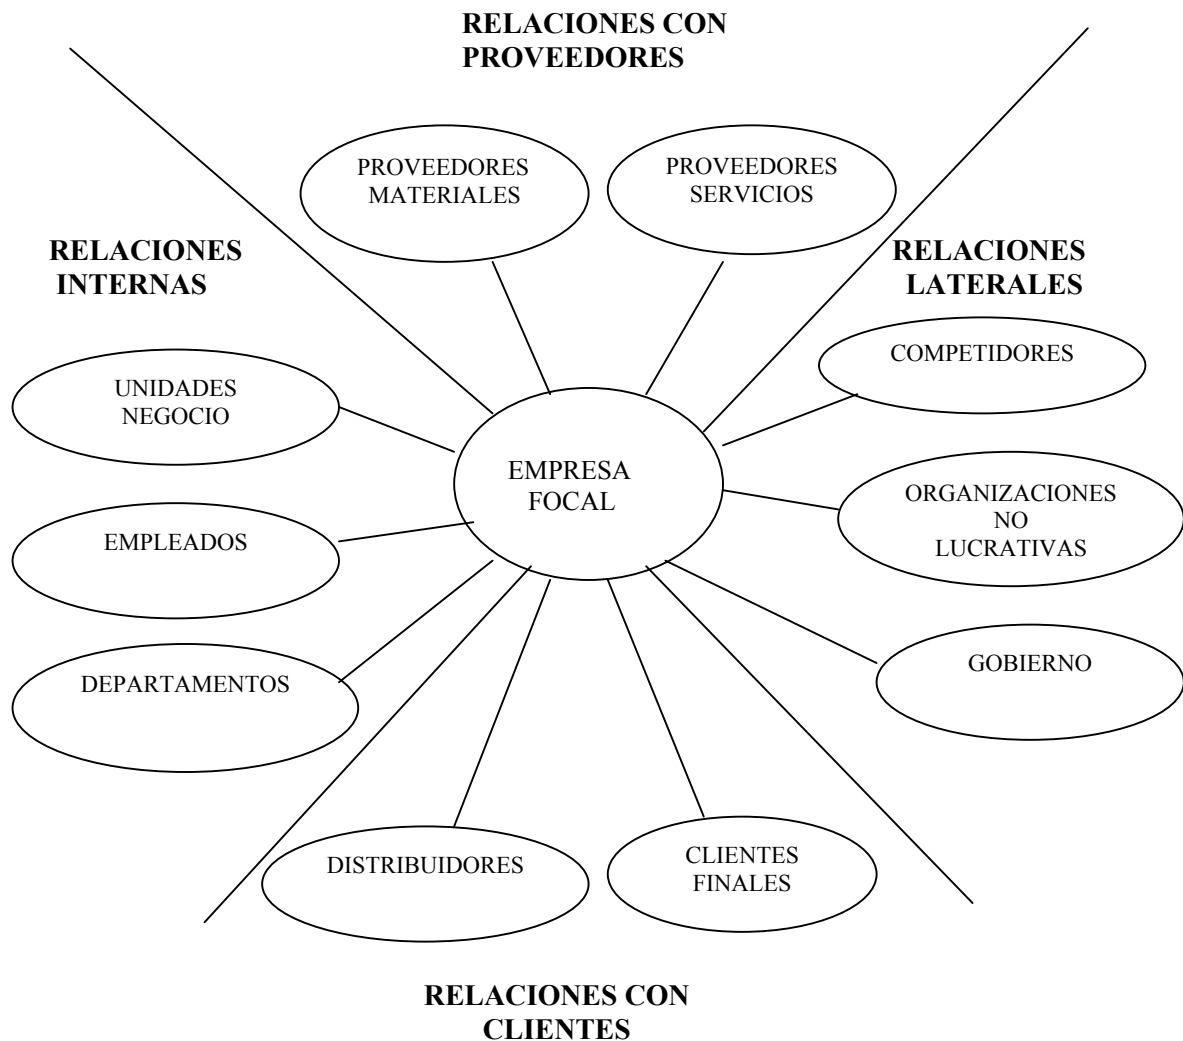 RELACIONES CON
PROVEEDORES
PROVEEDORES
MATERIALES
PROVEEDORES
SERVICIOS
RELACIONES
INTERNAS
RELACIONES
LATERALES
COMPETIDORES
UNIDADES
NEGOCIO
EMPRESA
FOCAL
ORGANIZACIONES
NO
LUCRATIVAS
EMPLEADOS
GOBIERNO
DEPARTAMENTOS
DISTRIBUIDORES
CLIENTES
FINALES
RELACIONES CON
CLIENTES